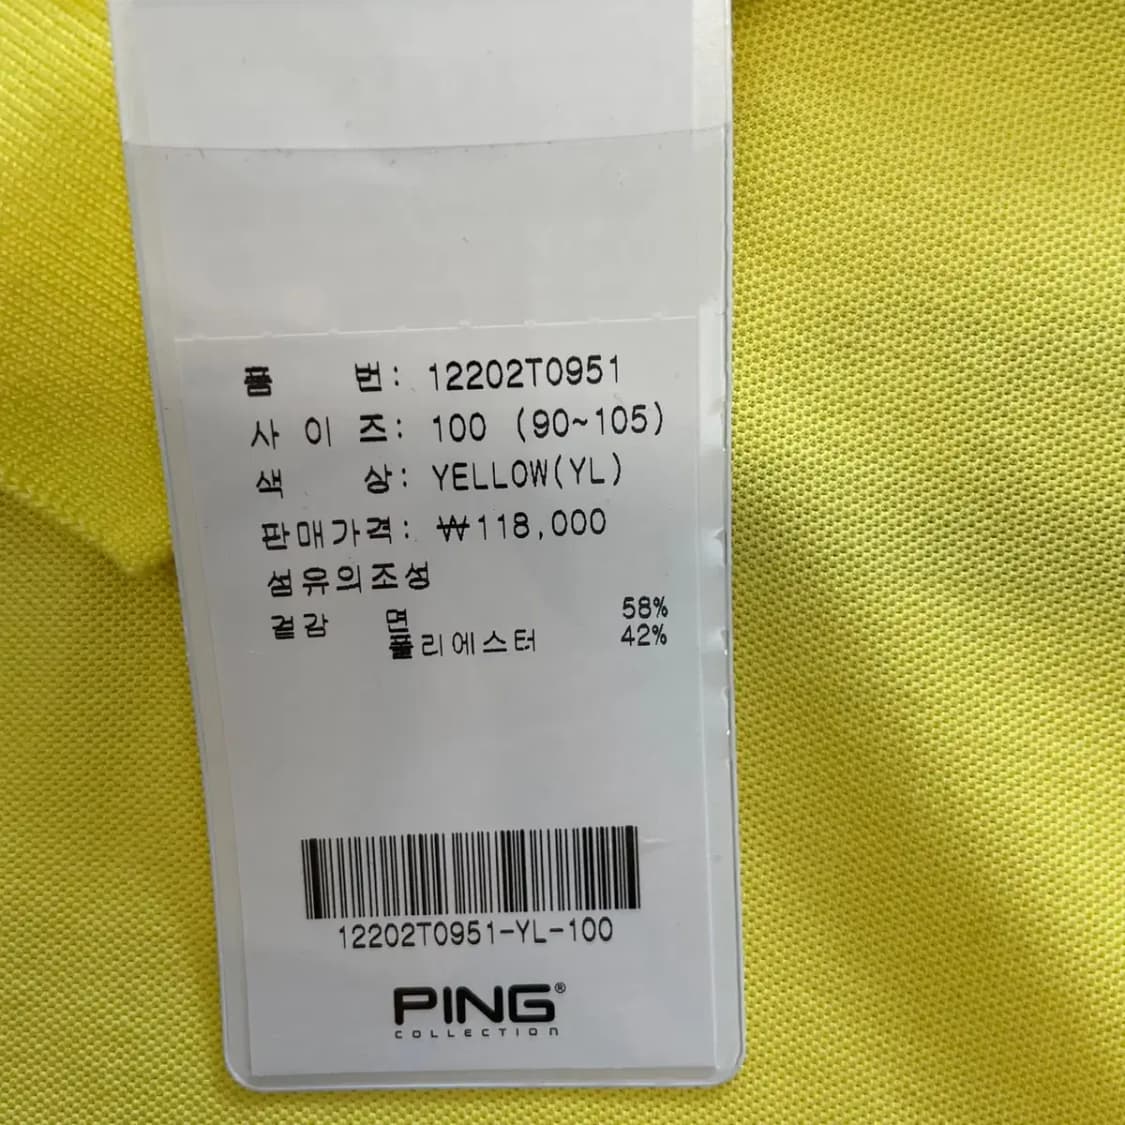 품 번: 12202T0951
사이즈: 100 (90~105)
색 상: YELLOW(YL)
판매가격: ₩118,000
섬유의조성
겉감 면 58%
폴리에스터 42%
12202T0951-YL-100
PING®
COLLECTION